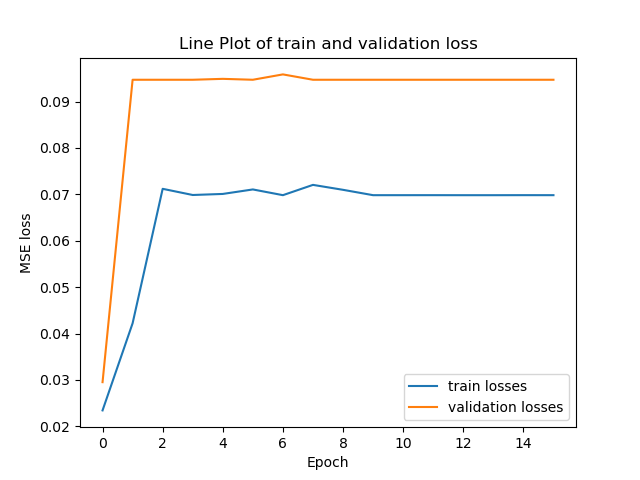 Line Plot of train and validation loss
MSE loss
0.09
0.08
0.07
0.06
0.05
0.04
0.03
0.02
train losses
validation losses
0 2 4 6 8 10 12 14
Epoch